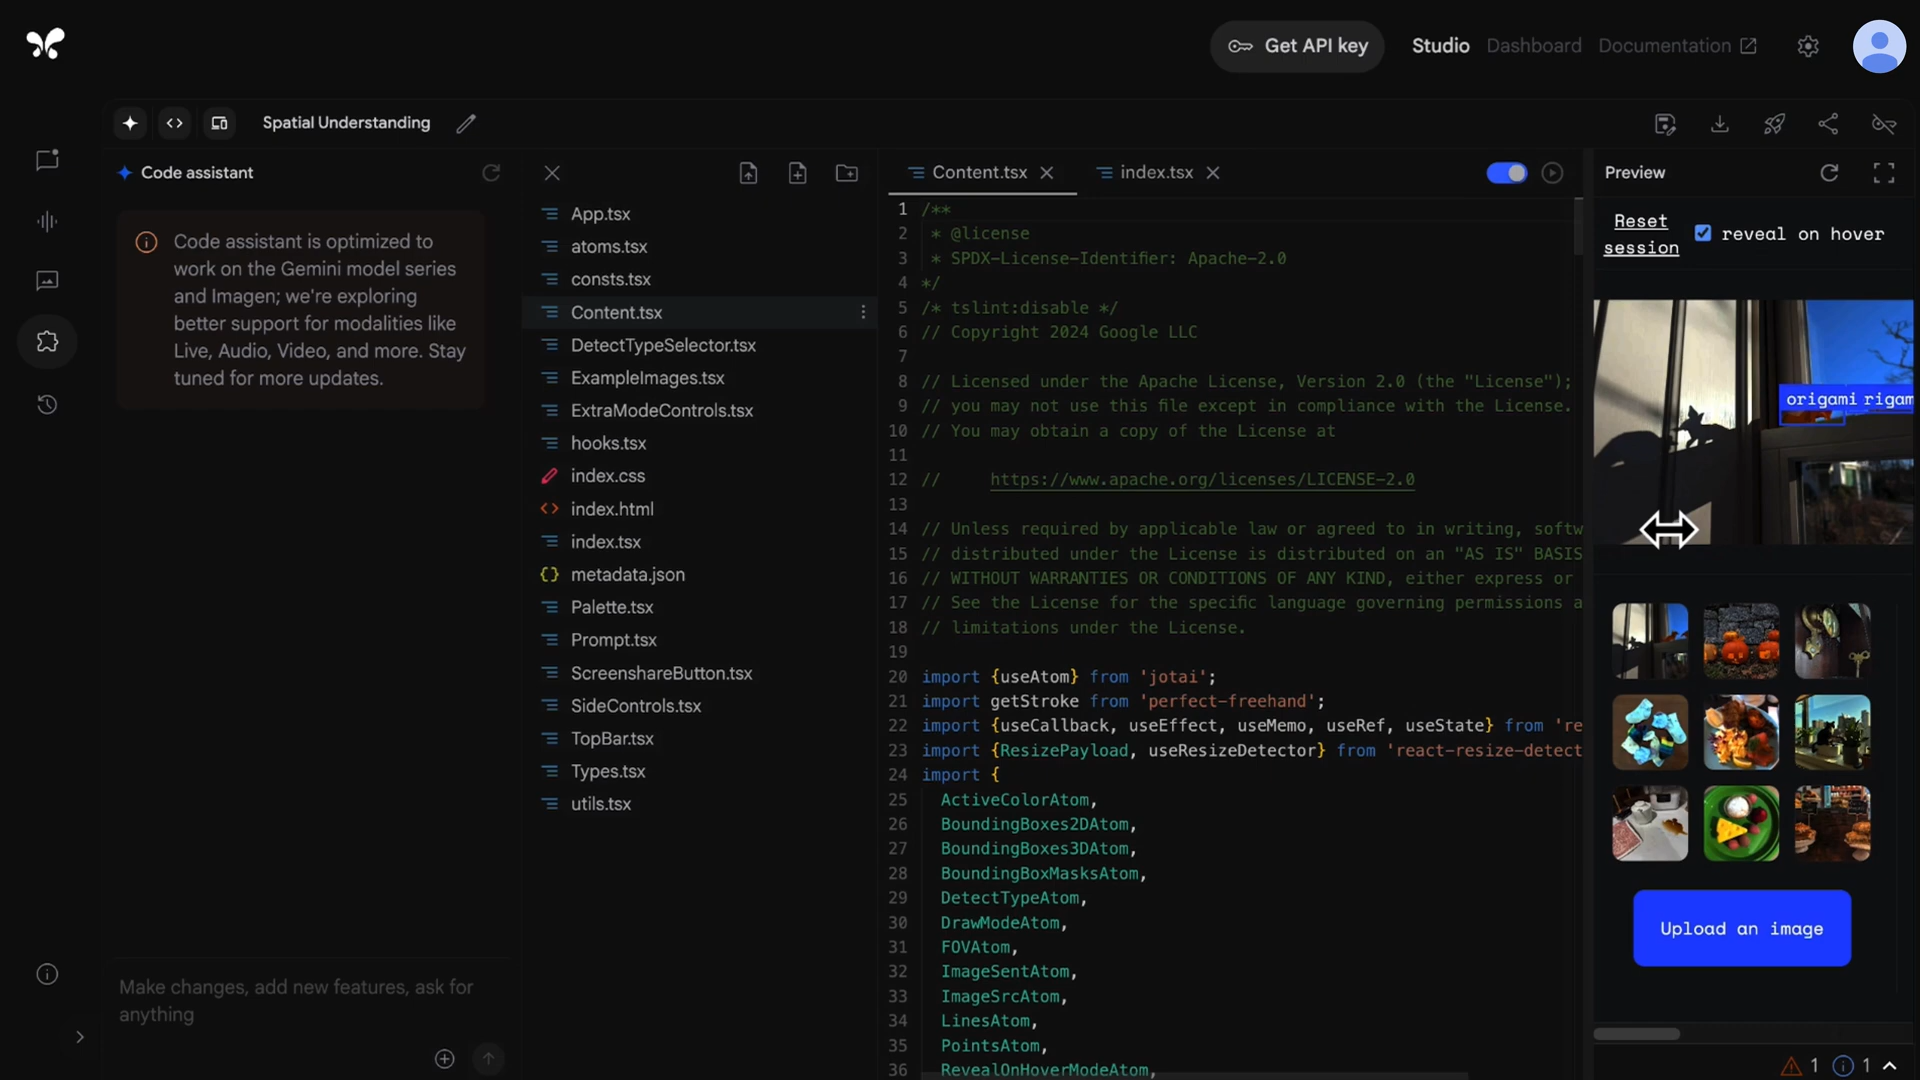 Get API key
Studio
Dashboard
Documentation
Spatial Understanding
Code assistant
Code assistant is optimized to
work on the Gemini model series
and Imagen; we're exploring
better support for modalities like
Live, Audio, Video, and more. Stay
tuned for more updates.
Make changes, add new features, ask for
anything
App.tsx
atoms.tsx
consts.tsx
Content.tsx
DetectTypeSelector.tsx
ExampleImages.tsx
ExtraModeControls.tsx
hooks.tsx
index.css
index.html
index.tsx
metadata.json
Palette.tsx
Prompt.tsx
ScreenshareButton.tsx
SideControls.tsx
TopBar.tsx
Types.tsx
utils.tsx
Content.tsx
index.tsx
1 /**
2 * @license
3 * SPDX-License-Identifier: Apache-2.0
4 */
5 /* tslint:disable */
6 // Copyright 2024 Google LLC
7
8 // Licensed under the Apache License, Version 2.0 (the "License");
9 // you may not use this file except in compliance with the License.
10 // You may obtain a copy of the License at
11
12 // https://www.apache.org/licenses/LICENSE-2.0
13
14 // Unless required by applicable law or agreed to in writing, softw
15 // distributed under the License is distributed on an "AS IS" BASIS
16 // WITHOUT WARRANTIES OR CONDITIONS OF ANY KIND, either express or
17 // See the License for the specific language governing permissions a
18 // limitations under the License.
19
20 import {useAtom} from 'jotai';
21 import getStroke from 'perfect-freehand';
22 import {useCallback, useEffect, useMemo, useRef, useState} from 're
23 import {ResizePayload, useResizeDetector} from 'react-resize-detect
24 import {
25 ActiveColorAtom,
26 BoundingBoxes2DAtom,
27 BoundingBoxes3DAtom,
28 BoundingBoxMasksAtom,
29 DetectTypeAtom,
30 DrawModeAtom,
31 FOVAtom,
32 ImageSentAtom,
33 ImageSrcAtom,
34 LinesAtom,
35 PointsAtom,
36 RevealOnHoverModeAtom,
Preview
Reset
session
reveal on hover
origami rigam
Upload an image
1 1